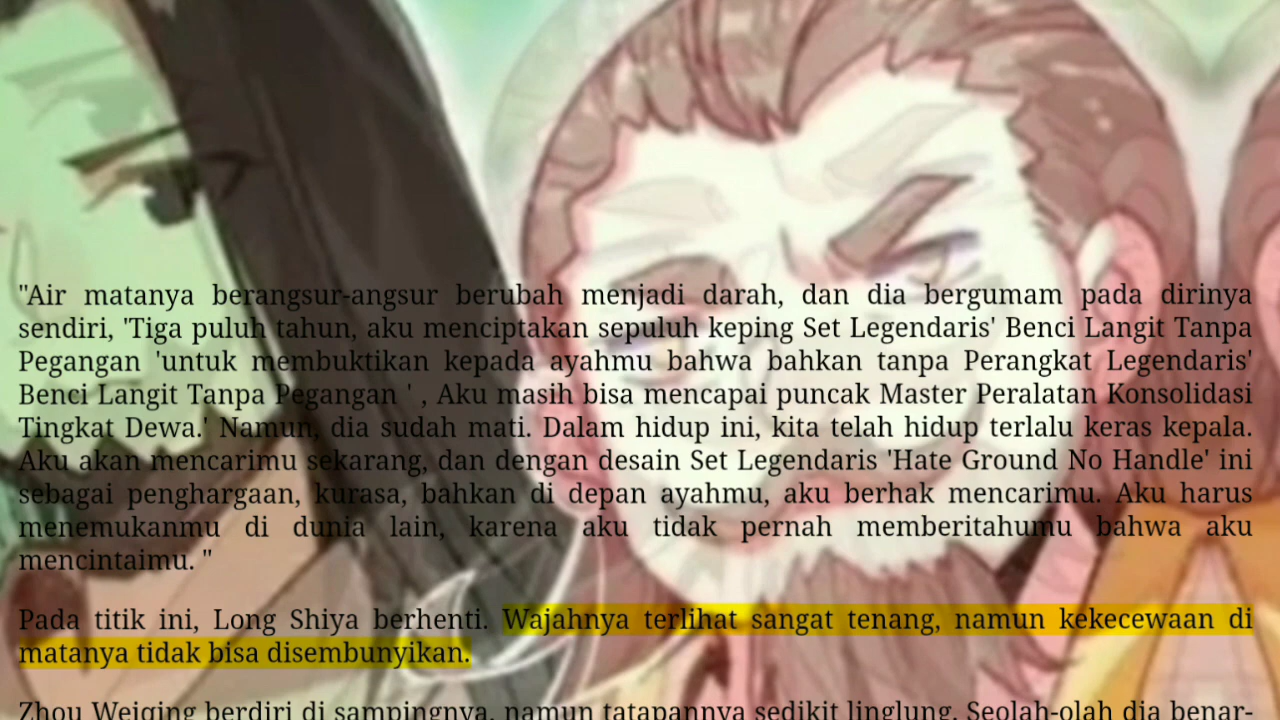 "Air matanya berangsur-angsur berubah menjadi darah, dan dia bergumam pada dirinya
sendiri, 'Tiga puluh tahun, aku menciptakan sepuluh keping Set Legendaris' Benci Langit Tanpa
Pegangan 'untuk membuktikan kepada ayahmu bahwa bahkan tanpa Perangkat Legendaris'
Benci Langit Tanpa Pegangan ' , Aku masih bisa mencapai puncak Master Peralatan Konsolidasi
Tingkat Dewa.' Namun, dia sudah mati. Dalam hidup ini, kita telah hidup terlalu keras kepala.
Aku akan mencarimu sekarang, dan dengan desain Set Legendaris 'Hate Ground No Handle' ini
sebagai penghargaan, kurasa, bahkan di depan ayahmu, aku berhak mencarimu. Aku harus
menemukanmu di dunia lain, karena aku tidak pernah memberitahumu bahwa aku
mencintaimu. "
Pada titik ini, Long Shiya berhenti. Wajahnya terlihat sangat tenang, namun kekecewaan di
matanya tidak bisa disembunyikan.
Zhou Weiqing berdiri di sampingnya, namun tatapannya sedikit linglung. Seolah-olah dia benar-